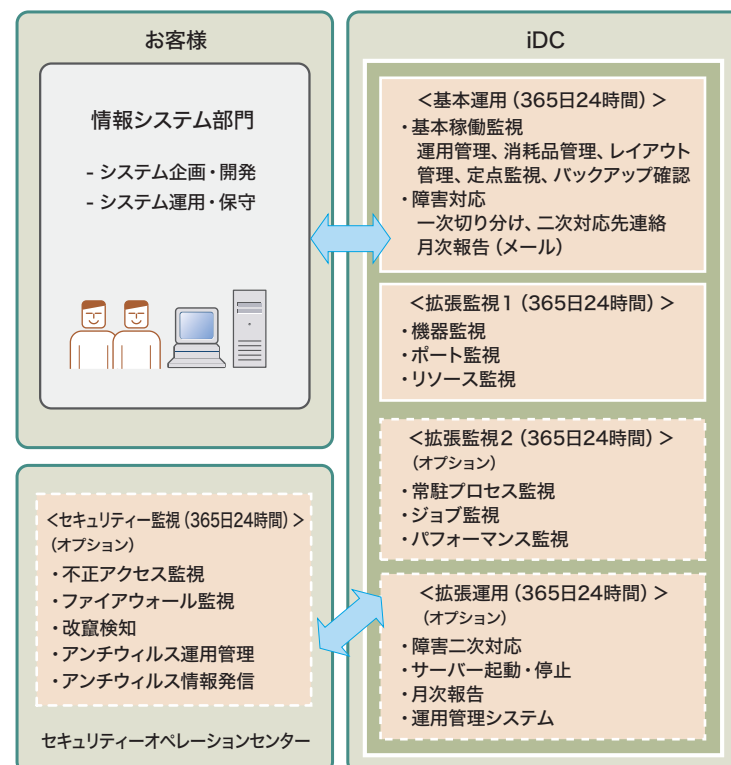 お客様
情報システム部門
- システム企画・開発
- システム運用・保守
iDC
＜基本運用（365日24時間）＞
・基本稼働監視
運用管理、消耗品管理、レイアウト
管理、定点監視、バックアップ確認
・障害対応
一次切り分け、二次対応先連絡
月次報告（メール）
＜拡張監視1（365日24時間）＞
・機器監視
・ポート監視
・リソース監視
＜拡張監視2（365日24時間）＞
（オプション）
・常駐プロセス監視
・ジョブ監視
・パフォーマンス監視
＜拡張運用（365日24時間）＞
（オプション）
・障害二次対応
・サーバー起動・停止
・月次報告
・運用管理システム
＜セキュリティー監視（365日24時間）＞
（オプション）
・不正アクセス監視
・ファイアウォール監視
・改竄検知
・アンチウィルス運用管理
・アンチウィルス情報発信
セキュリティーオペレーションセンター